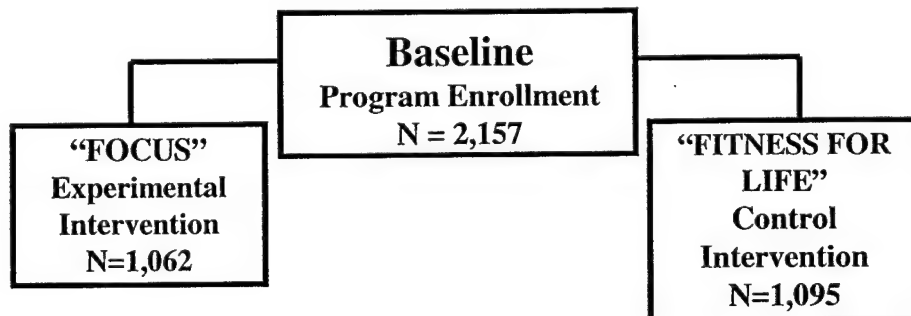 Baseline
Program Enrollment
N = 2,157
“FOCUS”
Experimental
Intervention
N=1,062
“FITNESS FOR
LIFE”
Control
Intervention
N=1,095